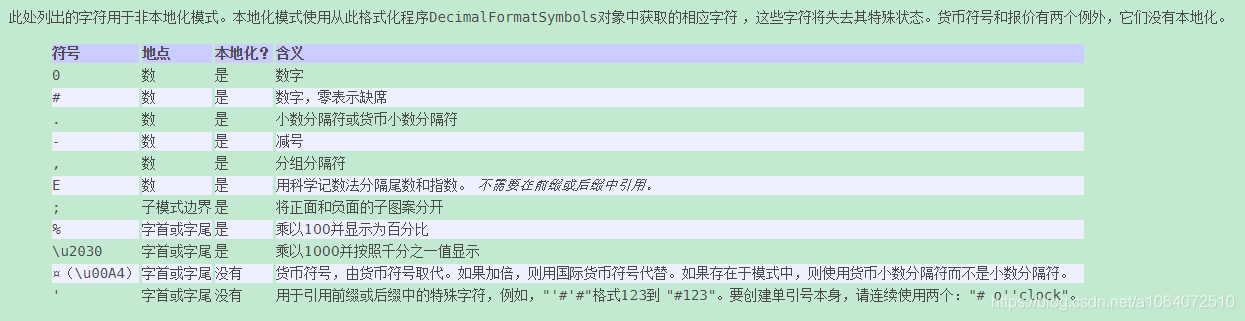 此处列出的字符用于非本地化模式。本地化模式使用从此格式化程序DecimalFormatSymbols对象中获取的相应字符 ，这些字符将失去其特殊状态。货币符号和报价有两个例外，它们没有本地化。
符号 地点 本地化？ 含义
0 数 是 数字
# 数 是 数字，零表示缺席
. 数 是 小数分隔符或货币小数分隔符
- 数 是 减号
, 数 是 分组分隔符
E 数 是 用科学记数法分隔尾数和指数。 不需要在前缀或后缀中引用。
; 子模式边界 是 将正面和负面的子图案分开
% 字首或字尾 是 乘以100并显示为百分比
\u2030 字首或字尾 是 乘以1000并按照千分之一值显示
¤（\u00A4） 字首或字尾 没有 货币符号，由货币符号取代。如果加倍，则用国际货币符号代替。如果存在于模式中，则使用货币小数分隔符而不是小数分隔符。
' 字首或字尾 没有 用于引用前缀或后缀中的特殊字符，例如，"'#'#"格式123到 "#123"。要创建单引号本身，请连续使用两个："# o''clock"。
https://blog.csdn.net/a1064072510